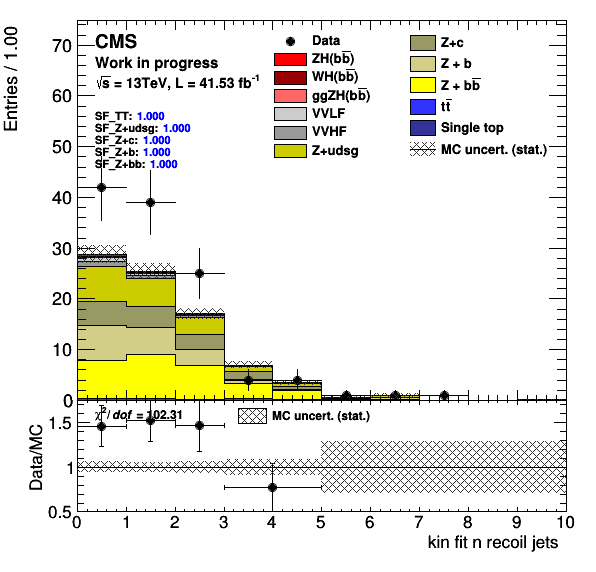 CMS
Work in progress
√s = 13TeV, L = 41.53 fb⁻¹
SF_TT: 1.000
SF_Z+udsg: 1.000
SF_Z+c: 1.000
SF_Z+b: 1.000
SF_Z+bb: 1.000
Data
ZH(bb̅)
WH(bb̅)
ggZH(bb̅)
VVLF
VVHF
Z+udsg
Z+c
Z + b
Z + bb̅
tt̅
Single top
MC uncert. (stat.)
Entries / 1.00
70
60
50
40
30
20
10
0
χ²/dof = 102.31
MC uncert. (stat.)
Data/MC
1.5
1
0.5
0 1 2 3 4 5 6 7 8 9 10
kin fit n recoil jets